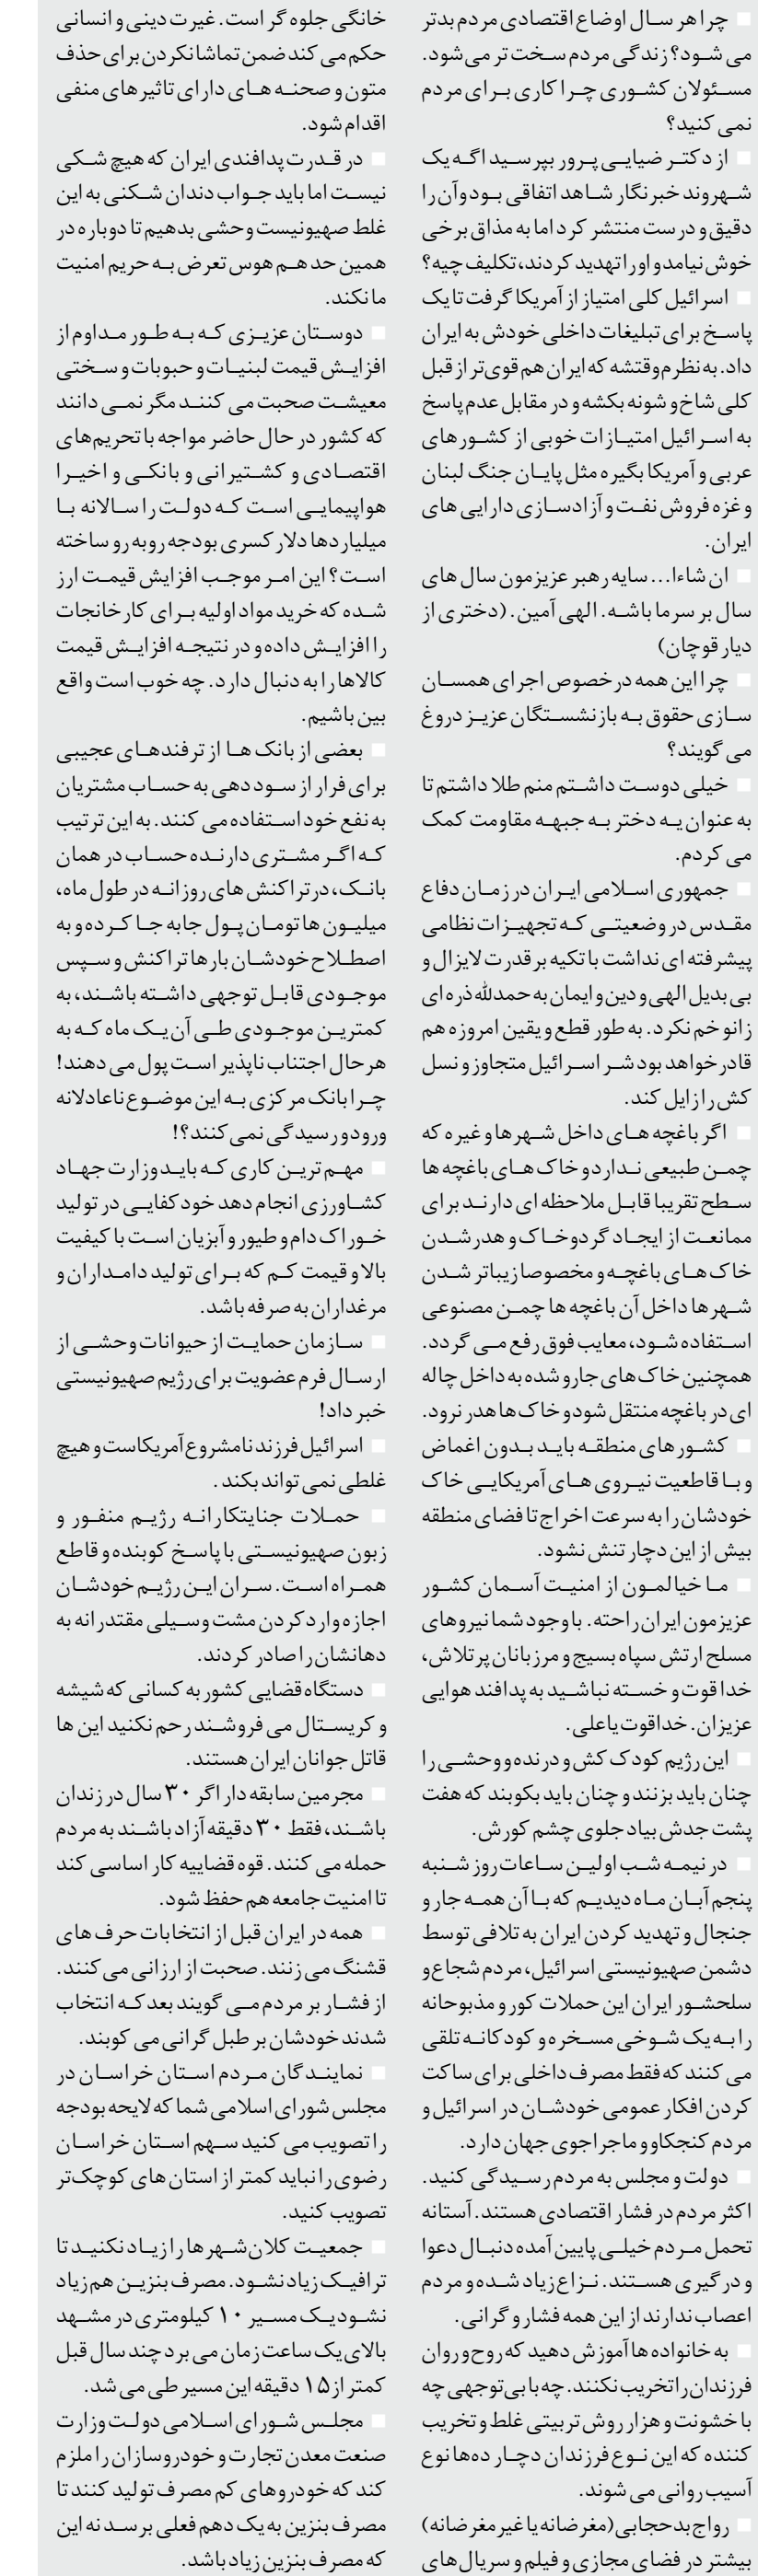 ■ چرا هر سال اوضاع اقتصادی مردم بدتر
می شود؟ زندگی مردم سخت تر می شود.
مسئولان کشوری چرا کاری برای مردم
نمی کنید؟
■ از دکتر ضیایی پرور بپرسید اگه یک
شهروند خبرنگار شاهد اتفاقی بود و آن را
دقیق و درست منتشر کرد اما به مذاق برخی
خوش نیامد و او را تهدید کردند، تکلیف چیه؟
■ اسرائیل کلی امتیاز از آمریکا گرفت تا یک
پاسخ برای تبلیغات داخلی خودش به ایران
داد. به نظرم وقتشه که ایران هم قوی‌تر از قبل
کلی شاخ و شونه بکشه و در مقابل عدم پاسخ
به اسرائیل امتیازات خوبی از کشورهای
عربی و آمریکا بگیره مثل پایان جنگ لبنان
و غزه فروش نفت و آزادسازی دارایی های
ایران.
■ ان شاءا... سایه رهبر عزیزمون سال های
سال بر سر ما باشه. الهی آمین. (دختری از
دیار قوچان)
■ چرا این همه درخصوص اجرای همسان
سازی حقوق به بازنشستگان عزیز دروغ
می گویند؟
■ خیلی دوست داشتم منم طلا داشتم تا
به عنوان یه دختر به جبهه مقاومت کمک
می کردم.
■ جمهوری اسلامی ایران در زمان دفاع
مقدس در وضعیتی که تجهیزات نظامی
پیشرفته ای نداشت با تکیه بر قدرت لایزال و
بی بدیل الهی و دین و ایمان به حمدلله ذره ای
زانو خم نکرد. به طور قطع و یقین امروزه هم
قادر خواهد بود شر اسرائیل متجاوز و نسل
کش را زایل کند.
■ اگر باغچه های داخل شهرها و غیره که
چمن طبیعی ندارد و خاک های باغچه ها
سطح تقریبا قابل ملاحظه ای دارند برای
ممانعت از ایجاد گرد و خاک و هدر شدن
خاک های باغچه و مخصوصا زیباتر شدن
شهرها داخل آن باغچه ها چمن مصنوعی
استفاده شود، معایب فوق رفع می گردد.
همچنین خاک های جارو شده به داخل چاله
ای در باغچه منتقل شود و خاک ها هدر نرود.
■ کشورهای منطقه باید بدون اغماض
و با قاطعیت نیروی های آمریکایی خاک
خودشان را به سرعت اخراج تا فضای منطقه
بیش از این دچار تنش نشود.
■ ما خیالمون از امنیت آسمان کشور
عزیزمون ایران راحته. با وجود شما نیروهای
مسلح ارتش سپاه بسیج و مرزبانان پرتلاش،
خدا قوت و خسته نباشید به پدافند هوایی
عزیزان. خدا قوت یاعلی.
■ این رژیم کودک کش و درنده و وحشی را
چنان باید بزنند و چنان باید بکوبند که هفت
پشت جدش بیاد جلوی چشم کورش.
■ در نیمه شب اولین ساعات روز شنبه
پنجم آبان ماه دیدیم که با آن همه جار و
جنجال و تهدید کردن ایران به تلافی توسط
دشمن صهیونیستی اسرائیل، مردم شجاع و
سلحشور ایران این حملات کور و مذبوحانه
را به یک شوخی مسخره و کودکانه تلقی
می کنند که فقط مصرف داخلی برای ساکت
کردن افکار عمومی خودشان در اسرائیل و
مردم کنجکاو و ماجراجوی جهان دارد.
■ دولت و مجلس به مردم رسیدگی کنید.
اکثر مردم در فشار اقتصادی هستند. آستانه
تحمل مردم خیلی پایین آمده دنبال دعوا
و درگیری هستند. نزاع زیاد شده و مردم
اعصاب ندارند از این همه فشار و گرانی.
■ به خانواده ها آموزش دهید که روح و روان
فرزندان را تخریب نکنند. چه با بی توجهی چه
با خشونت و هزار روش تربیتی غلط و تخریب
کننده که این نوع فرزندان دچار ده‌ها نوع
آسیب روانی می شوند.
■ رواج بدحجابی (مغرضانه یا غیر مغرضانه)
بیشتر در فضای مجازی و فیلم و سریال های
خانگی جلوه گر است. غیرت دینی و انسانی
حکم می کند ضمن تماشا نکردن برای حذف
متون و صحنه های دارای تاثیرهای منفی
اقدام شود.
■ در قدرت پدافندی ایران که هیچ شکی
نیست اما باید جواب دندان شکنی به این
غلط صهیونیست وحشی بدهیم تا دوباره در
همین حد هم هوس تعرض به حریم امنیت
ما نکند.
■ دوستان عزیزی که به طور مداوم از
افزایش قیمت لبنیات و حبوبات و سختی
معیشت صحبت می کنند مگر نمی دانند
که کشور در حال حاضر مواجه با تحریم‌های
اقتصادی و کشتیرانی و بانکی و اخیرا
هواپیمایی است که دولت را سالانه با
میلیاردها دلار کسری بودجه روبه رو ساخته
است؟ این امر موجب افزایش قیمت ارز
شده که خرید مواد اولیه برای کارخانجات
را افزایش داده و در نتیجه افزایش قیمت
کالاها را به دنبال دارد. چه خوب است واقع
بین باشیم.
■ بعضی از بانک ها از ترفندهای عجیبی
برای فرار از سود دهی به حساب مشتریان
به نفع خود استفاده می کنند. به این ترتیب
که اگر مشتری دارنده حساب در همان
بانک، در تراکنش های روزانه در طول ماه،
میلیون ها تومان پول جابه جا کرده و به
اصطلاح خودشان بارها تراکنش و سپس
موجودی قابل توجهی داشته باشند، به
کمترین موجودی طی آن یک ماه که به
هرحال اجتناب ناپذیر است پول می دهند!
چرا بانک مرکزی به این موضوع ناعادلانه
ورود و رسیدگی نمی کنند؟!
■ مهم ترین کاری که باید وزارت جهاد
کشاورزی انجام دهد خودکفایی در تولید
خوراک دام و طیور و آبزیان است با کیفیت
بالا و قیمت کم که برای تولید دامداران و
مرغداران به صرفه باشد.
■ سازمان حمایت از حیوانات وحشی از
ارسال فرم عضویت برای رژیم صهیونیستی
خبر داد!
■ اسرائیل فرزند نامشروع آمریکاست و هیچ
غلطی نمی تواند بکند.
■ حملات جنایتکارانه رژیم منفور و
زبون صهیونیستی با پاسخ کوبنده و قاطع
همراه است. سران این رژیم خودشان
اجازه وارد کردن مشت و سیلی مقتدرانه به
دهانشان را صادر کردند.
■ دستگاه قضایی کشور به کسانی که شیشه
و کریستال می فروشند رحم نکنید این ها
قاتل جوانان ایران هستند.
■ مجرمین سابقه دار اگر ۳۰ سال در زندان
باشند، فقط ۳۰ دقیقه آزاد باشند به مردم
حمله می کنند. قوه قضاییه کار اساسی کند
تا امنیت جامعه هم حفظ شود.
■ همه در ایران قبل از انتخابات حرف های
قشنگ می زنند. صحبت از ارزانی می کنند.
از فشار بر مردم می گویند بعد که انتخاب
شدند خودشان بر طبل گرانی می کوبند.
■ نمایندگان مردم استان خراسان در
مجلس شورای اسلامی شما که لایحه بودجه
را تصویب می کنید سهم استان خراسان
رضوی را نباید کمتر از استان های کوچک‌تر
تصویب کنید.
■ جمعیت کلان‌شهرها را زیاد نکنید تا
ترافیک زیاد نشود. مصرف بنزین هم زیاد
نشود یک مسیر ۱۰ کیلومتری در مشهد
بالای یک ساعت زمان می برد چند سال قبل
کمتر از ۱۵ دقیقه این مسیر طی می شد.
■ مجلس شورای اسلامی دولت وزارت
صنعت معدن تجارت و خودروسازان را ملزم
کند که خودروهای کم مصرف تولید کنند تا
مصرف بنزین به یک دهم فعلی برسد نه این
که مصرف بنزین زیاد باشد.